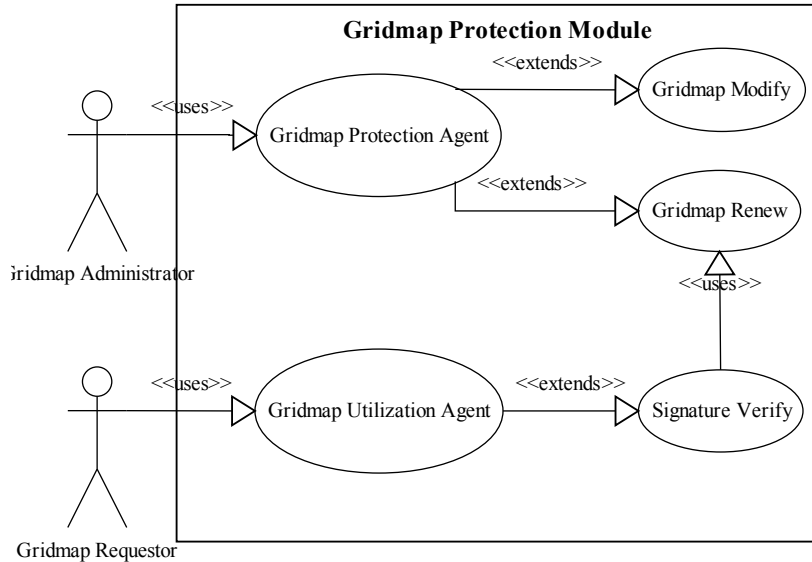 Gridmap Protection Module
<<extends>>
Gridmap Modify
<<uses>>
Gridmap Protection Agent
<<extends>>
Gridmap Renew
Gridmap Administrator
<<uses>>
<<uses>>
<<extends>>
Gridmap Utilization Agent
Signature Verify
Gridmap Requestor